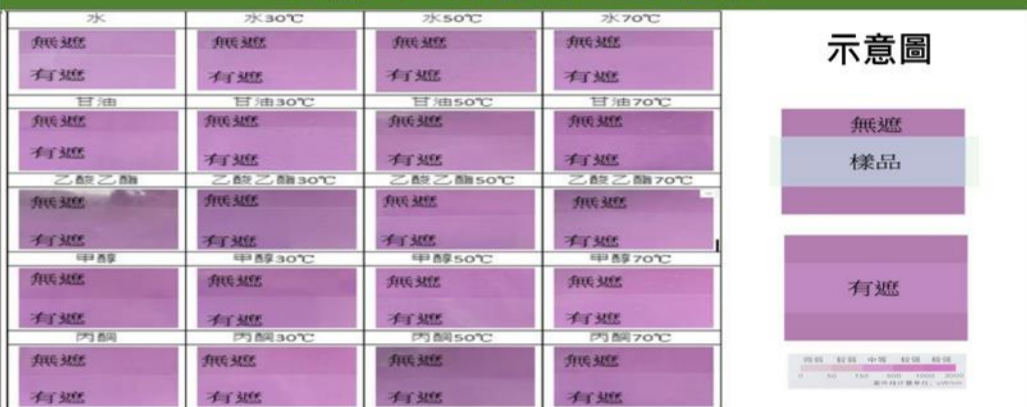 水 水30℃ 水50℃ 水70℃
無遮 無遮 無遮 無遮
有遮 有遮 有遮 有遮
甘油 甘油30℃ 甘油50℃ 甘油70℃
無遮 無遮 無遮 無遮
有遮 有遮 有遮 有遮
乙酸乙酯 乙酸乙酯30℃ 乙酸乙酯50℃ 乙酸乙酯70℃
無遮 無遮 無遮 無遮
有遮 有遮 有遮 有遮
甲醇 甲醇30℃ 甲醇50℃ 甲醇70℃
無遮 無遮 無遮 無遮
有遮 有遮 有遮 有遮
丙酮 丙酮30℃ 丙酮50℃ 丙酮70℃
無遮 無遮 無遮 無遮
有遮 有遮 有遮 有遮
示意圖
無遮
樣品
有遮